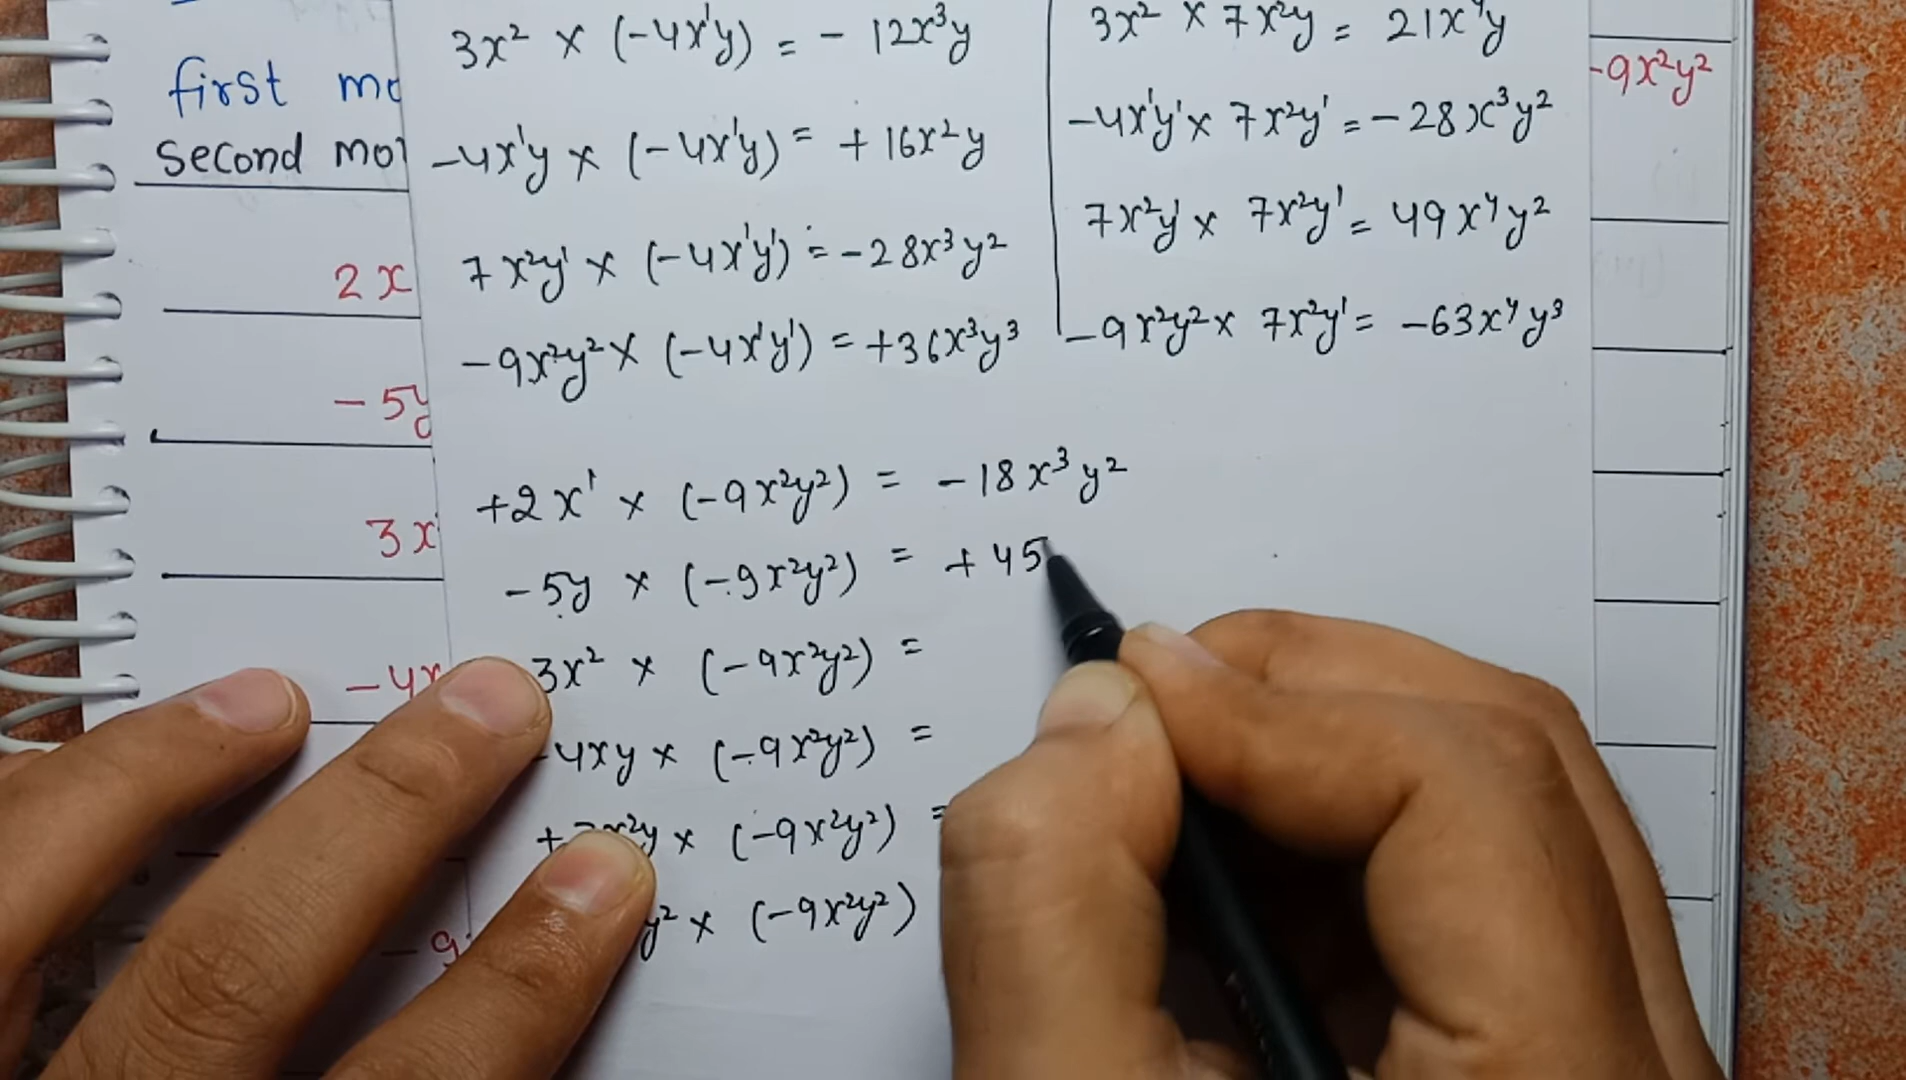 first
second
2x
-5y
3x
-4x
-9
3x² × (-4x¹y) = - 12x³y
-4x¹y × (-4x¹y) = +16x²y
7x²y¹ × (-4x¹y¹) = -28x³y²
-9x²y² × (-4x¹y¹) = +36x³y³
3x² × 7x²y = 21x⁴y
-4x¹y¹ × 7x²y¹ = -28x³y²
7x²y¹ × 7x²y¹ = 49x⁴y²
-9x²y² × 7x²y¹ = -63x⁴y³
+2x¹ × (-9x²y²) = -18x³y²
-5y × (-9x²y²) = +45
3x² × (-9x²y²) =
-4xy × (-9x²y²) =
x²y × (-9x²y²) =
y² × (-9x²y²)
-9x²y²